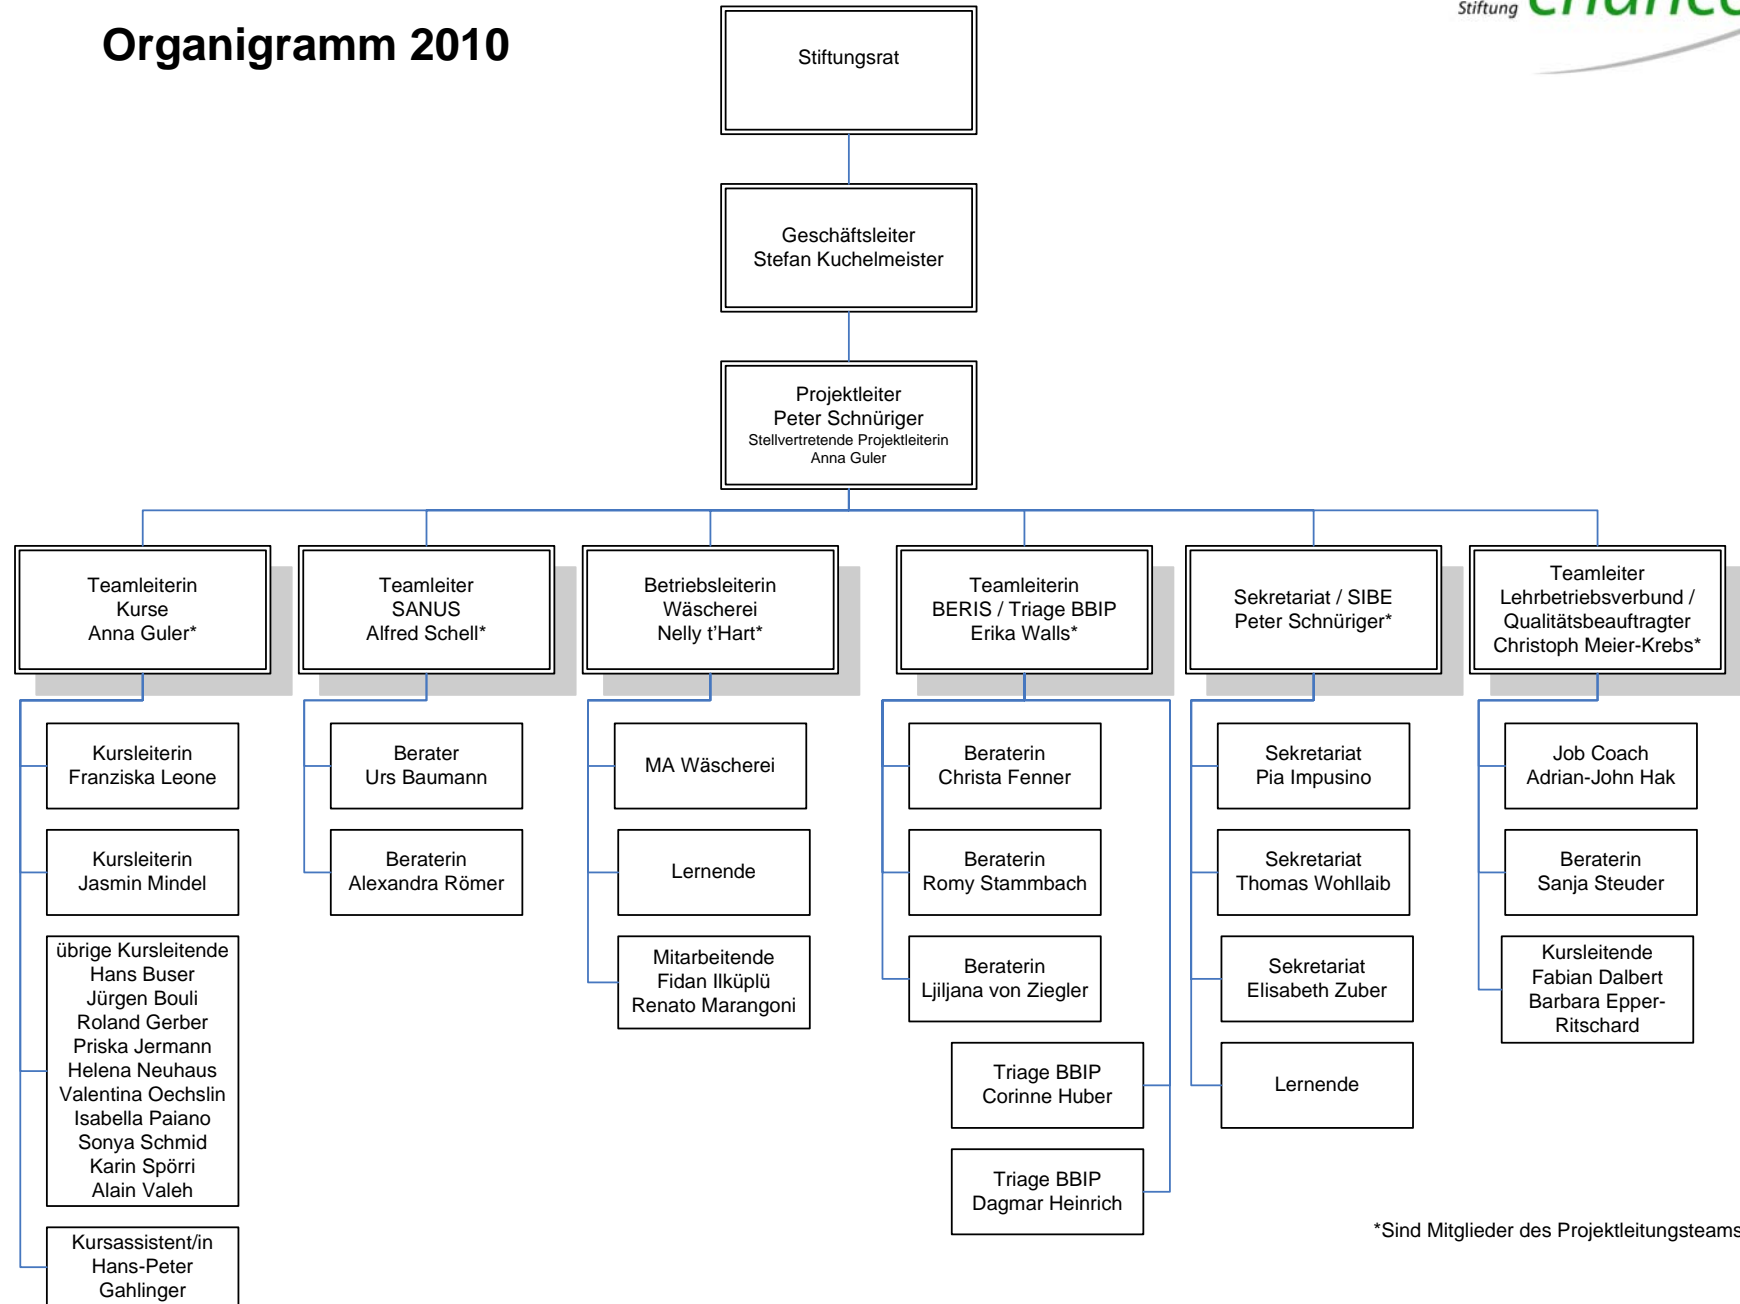 Organigramm 2010
Stiftung
Stiftungsrat
Geschäftsleiter
Stefan Kuchelmeister
Projektleiter
Peter Schnüriger
Stellvertretende Projektleiterin
Anna Guler
Teamleiterin
Kurse
Anna Guler*
Teamleiter
SANUS
Alfred Schell*
Betriebsleiterin
Wäscherei
Nelly t'Hart*
Teamleiterin
BERIS / Triage BBIP
Erika Walls*
Sekretariat / SIBE
Peter Schnüriger*
Teamleiter
Lehrbetriebsverbund /
Qualitätsbeauftragter
Christoph Meier-Krebs*
Kursleiterin
Franziska Leone
Kursleiterin
Jasmin Mindel
übrige Kursleitende
Hans Buser
Jürgen Bouli
Roland Gerber
Priska Jermann
Helena Neuhaus
Valentina Oechslin
Isabella Paiano
Sonya Schmid
Karin Spörri
Alain Valeh
Kursassistent/in
Hans-Peter
Gahlinger
Berater
Urs Baumann
Beraterin
Alexandra Römer
MA Wäscherei
Lernende
Mitarbeitende
Fidan Ilküplü
Renato Marangoni
Beraterin
Christa Fenner
Beraterin
Romy Stammbach
Beraterin
Ljiljana von Ziegler
Triage BBIP
Corinne Huber
Triage BBIP
Dagmar Heinrich
Sekretariat
Pia Impusino
Sekretariat
Thomas Wohllaib
Sekretariat
Elisabeth Zuber
Lernende
Job Coach
Adrian-John Hak
Beraterin
Sanja Steuder
Kursleitende
Fabian Dalbert
Barbara Epper-
Ritschard
*Sind Mitglieder des Projektleitungsteams